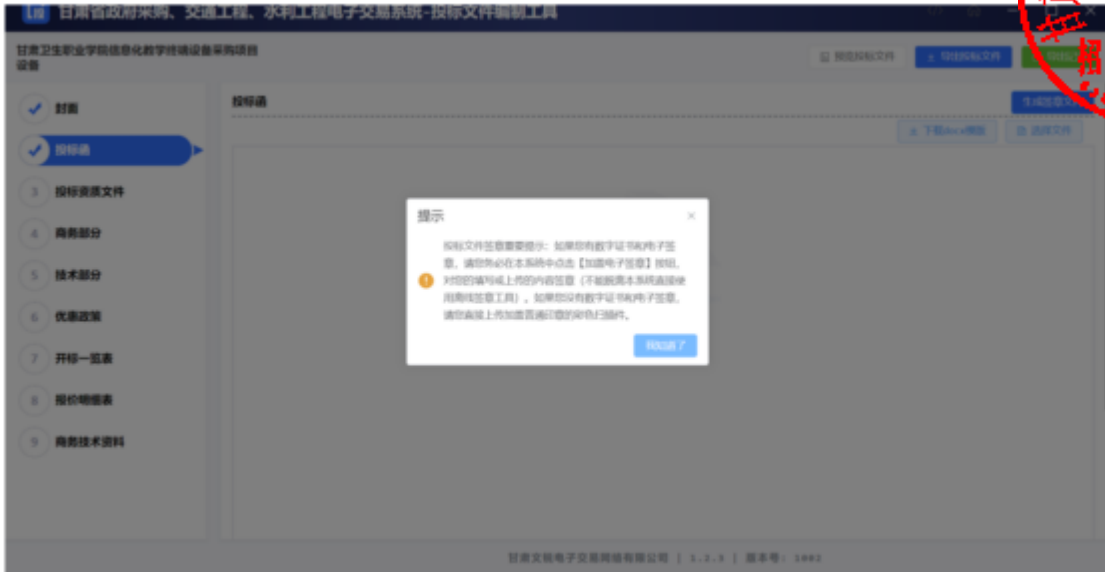 甘肃省政府采购、交通工程、水利工程电子交易系统-投标文件编制工具
甘肃卫生职业学院信息化教学终端设备采购项目
设备
预览投标文件
导出投标文件
封面
投标函
生成签章文件
投标函
下载docx模版
选择文件
3 投标资质文件
4 商务部分
5 技术部分
6 优惠政策
7 开标一览表
8 报价明细表
9 商务技术资料
提示
投标文件签章重要提示：如果您有数字证书和电子签
章，请您务必在本系统中点击【加盖电子签章】按钮，
对您的填写或上传的内容签章（不能脱离本系统直接使
用离线签章工具）。如果您没有数字证书和电子签章，
请您直接上传加盖普通印章的彩色扫描件。
我知道了
甘肃文锐电子交易网络有限公司 | 1.2.5 | 版本号: 1002
招